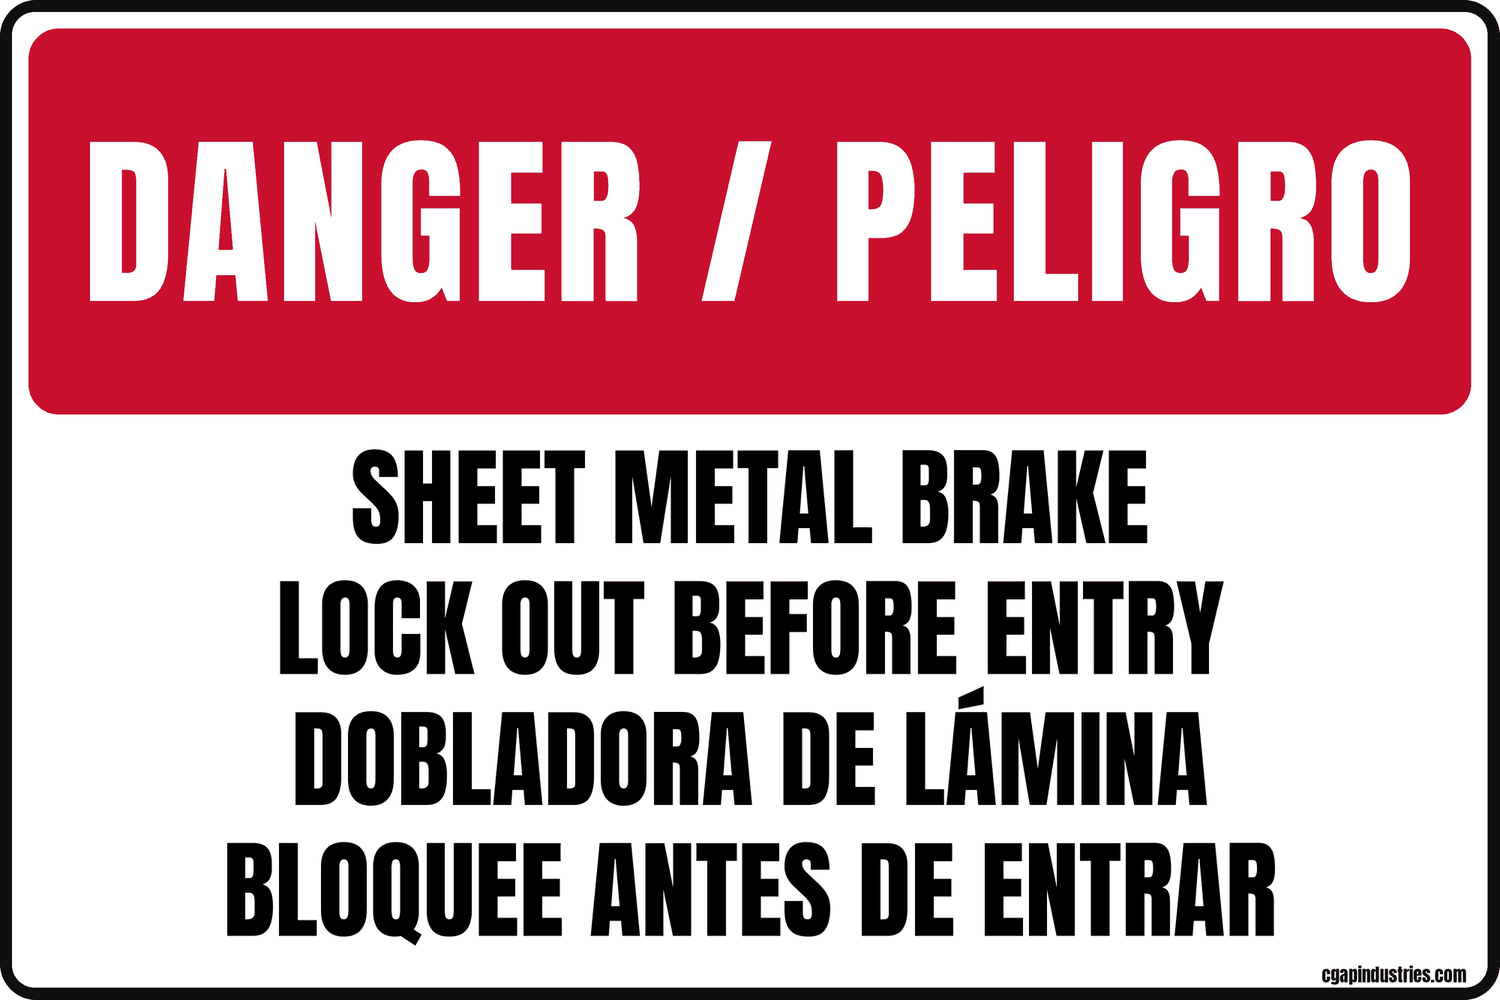 DANGER / PELIGRO
SHEET METAL BRAKE
LOCK OUT BEFORE ENTRY
DOBLADORA DE LÁMINA
BLOQUEE ANTES DE ENTRAR
cgapindustries.com